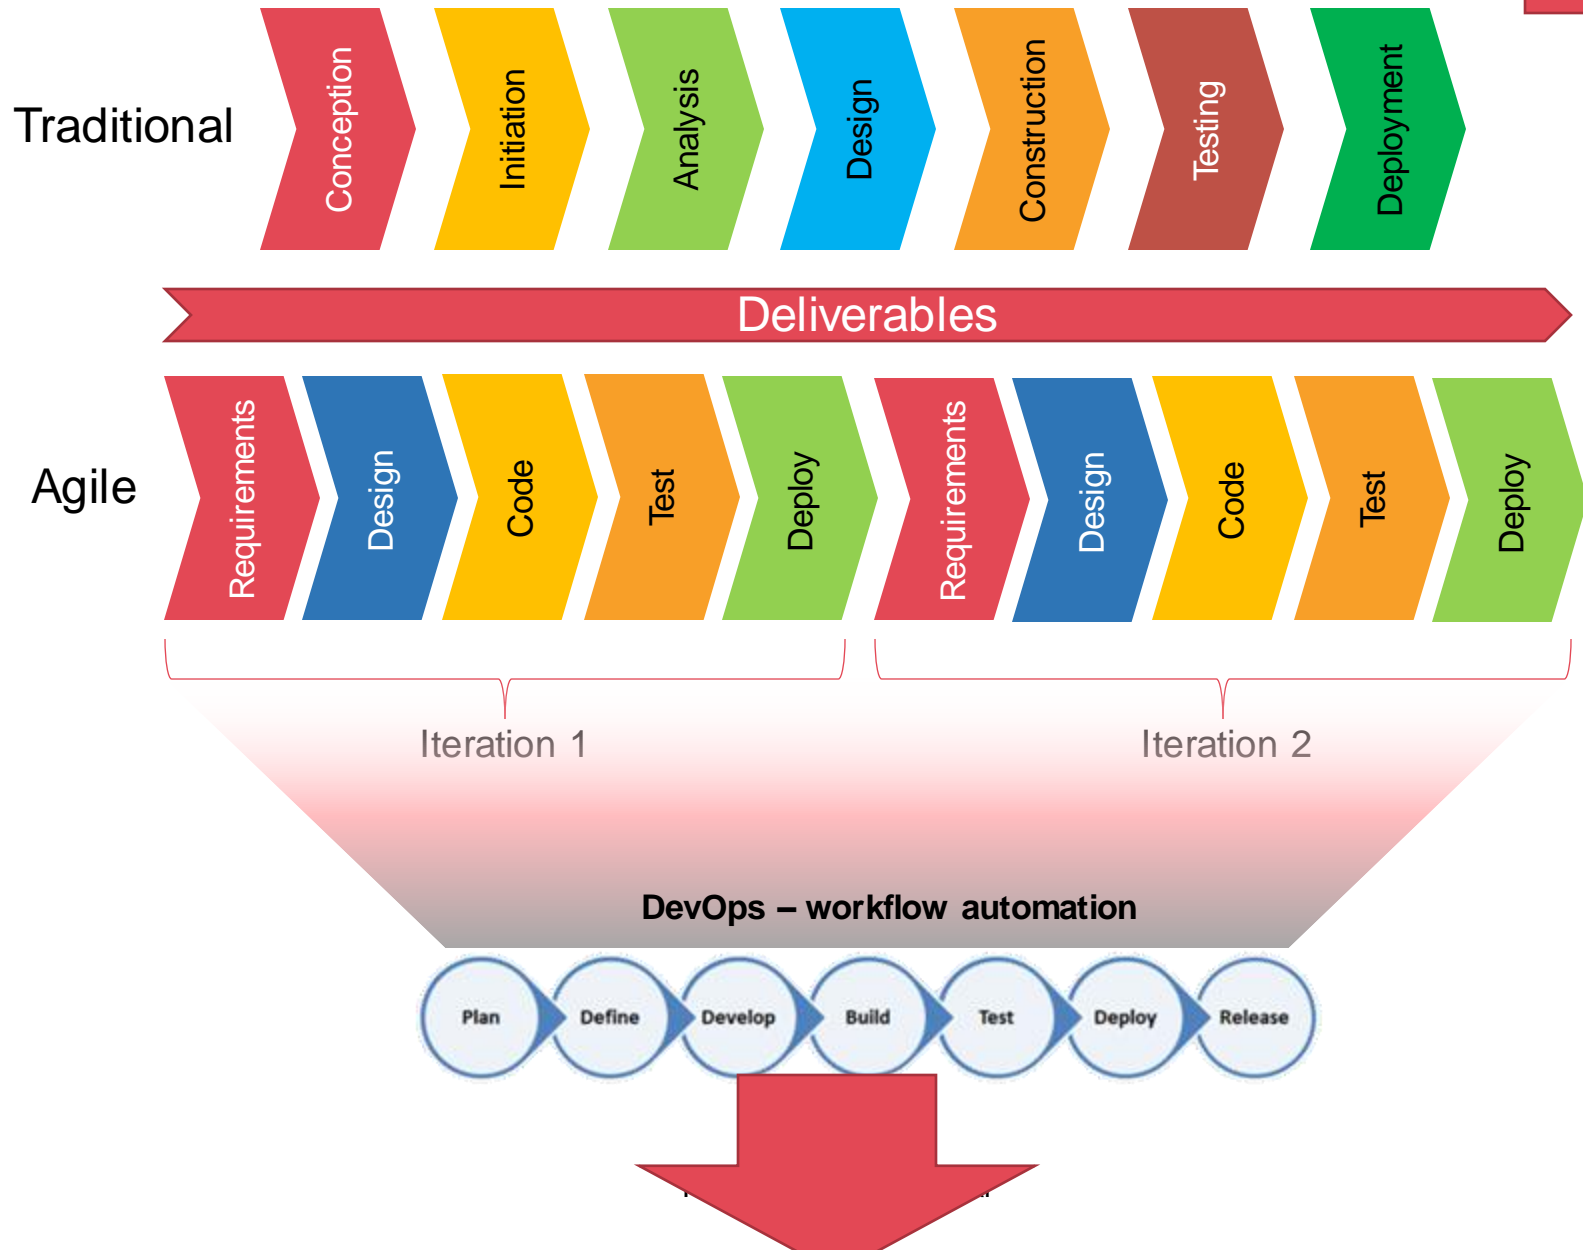 Traditional
Conception
Initiation
Analysis
Design
Construction
Testing
Deployment
Deliverables
Agile
Requirements
Design
Code
Test
Deploy
Requirements
Design
Code
Test
Deploy
Iteration 1
Iteration 2
DevOps – workflow automation
Plan
Define
Develop
Build
Test
Deploy
Release